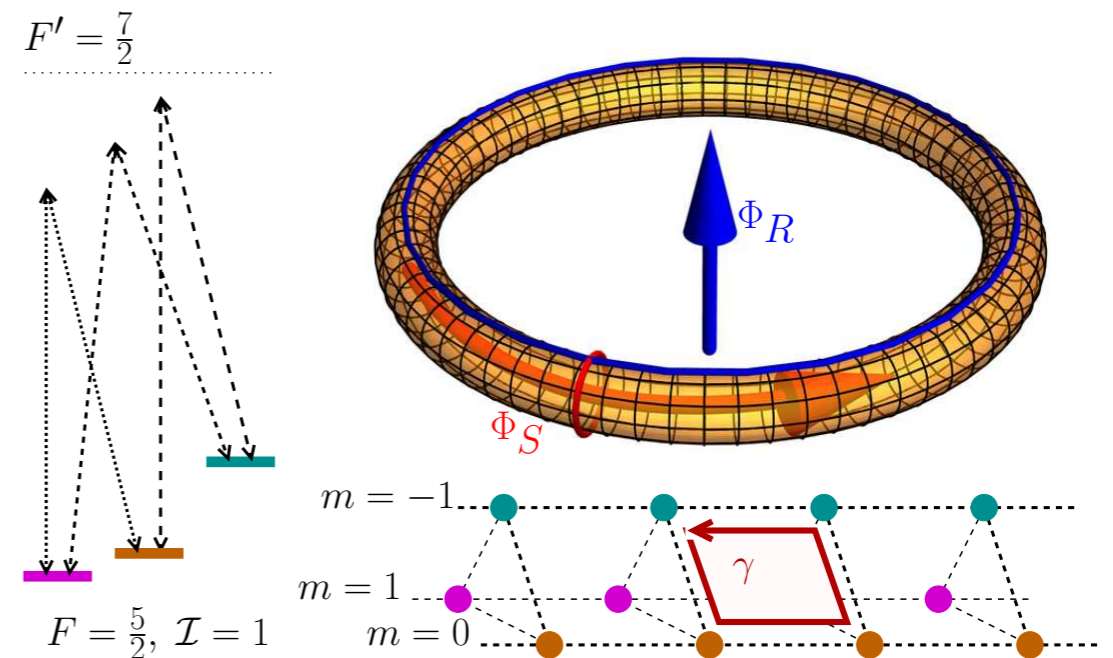 F′ = 7/2
Φ_R
Φ_S
m = −1
γ
m = 1
m = 0
F = 5/2, ℐ = 1